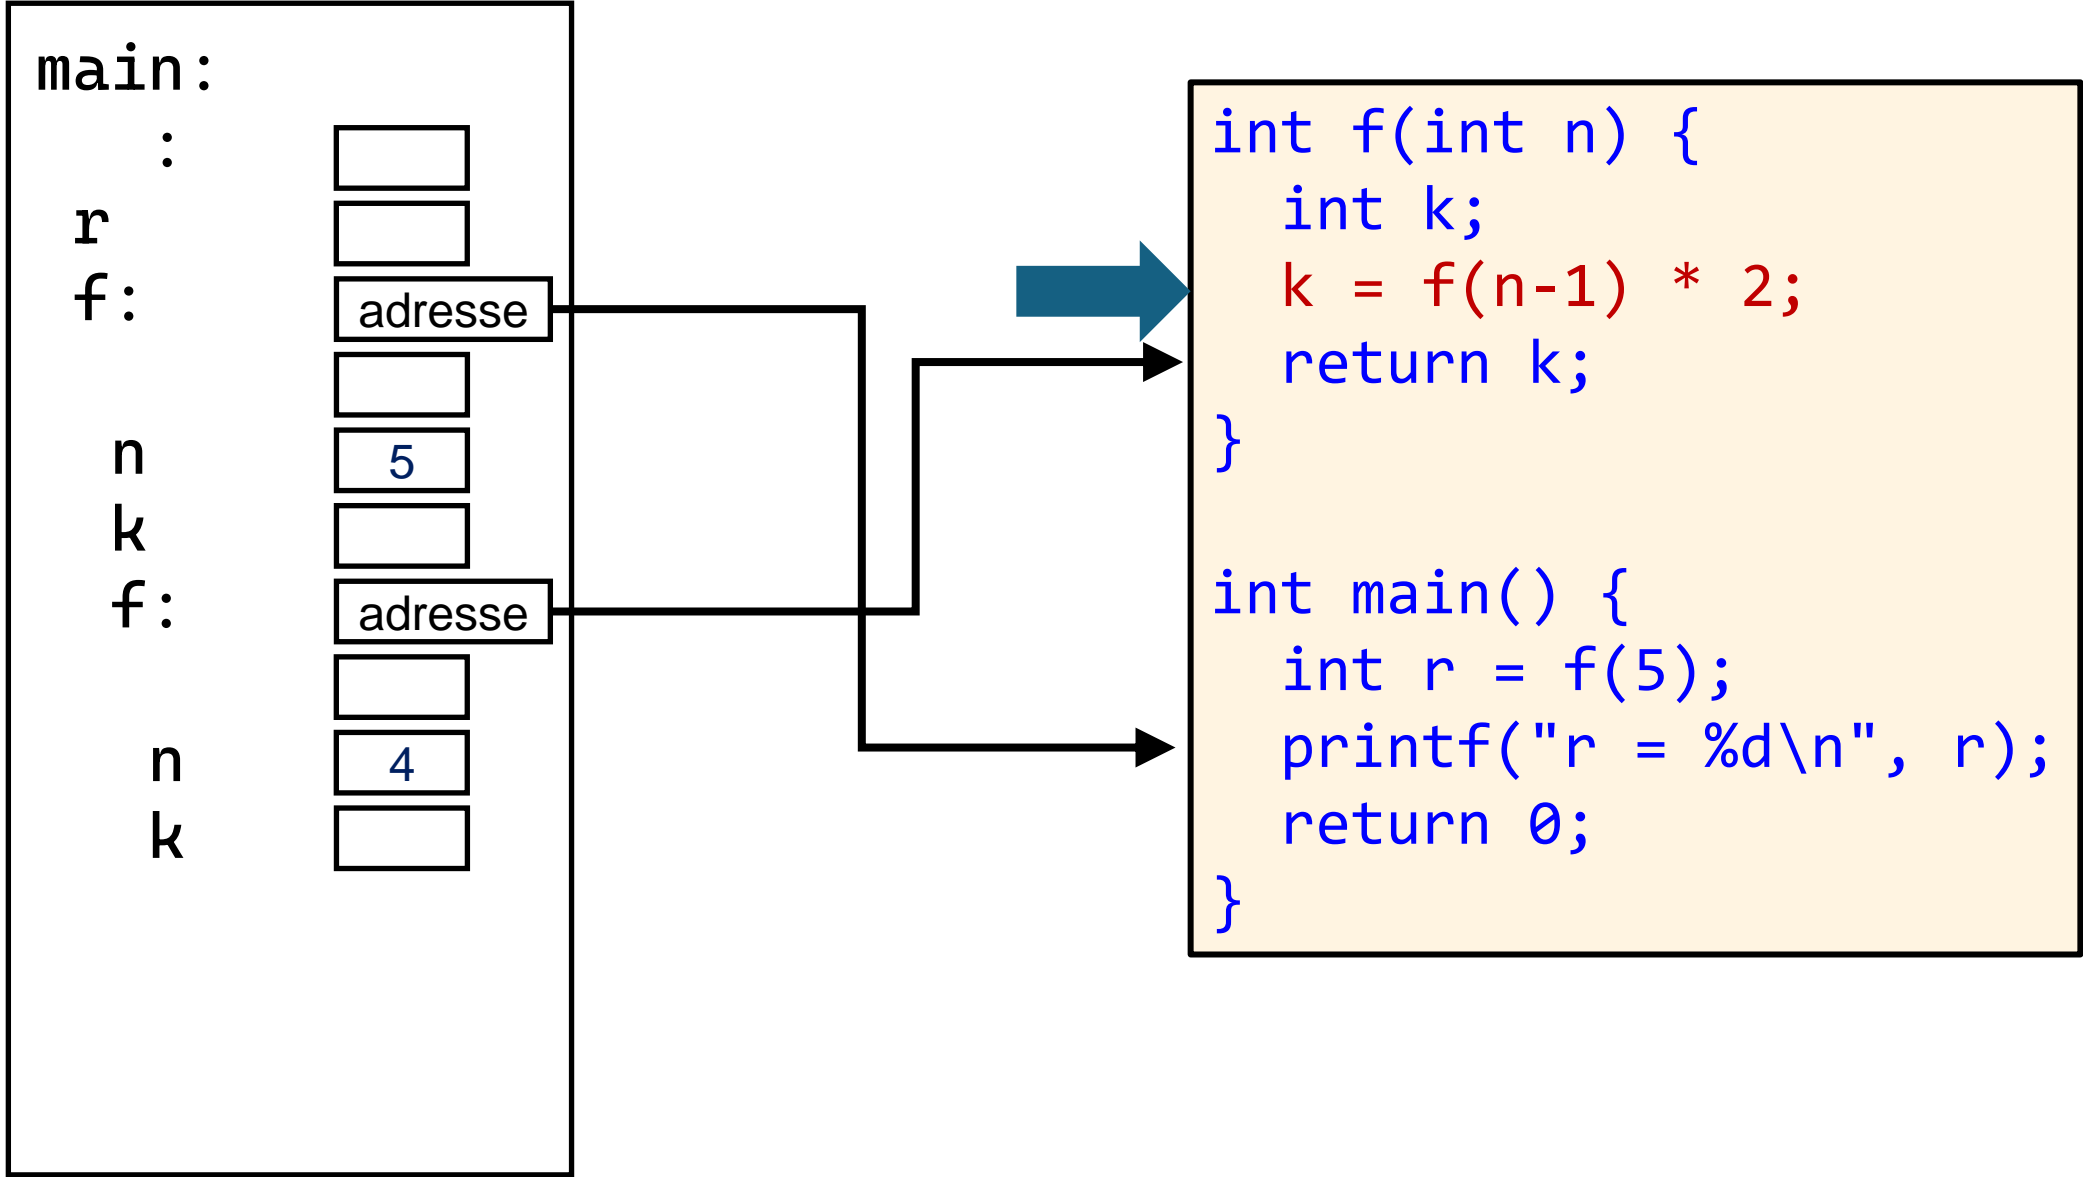 main:
:
r
f: adresse
n 5
k
f: adresse
n 4
k
int f(int n) {
  int k;
  k = f(n-1) * 2;
  return k;
}
int main() {
  int r = f(5);
  printf("r = %d\n", r);
  return 0;
}